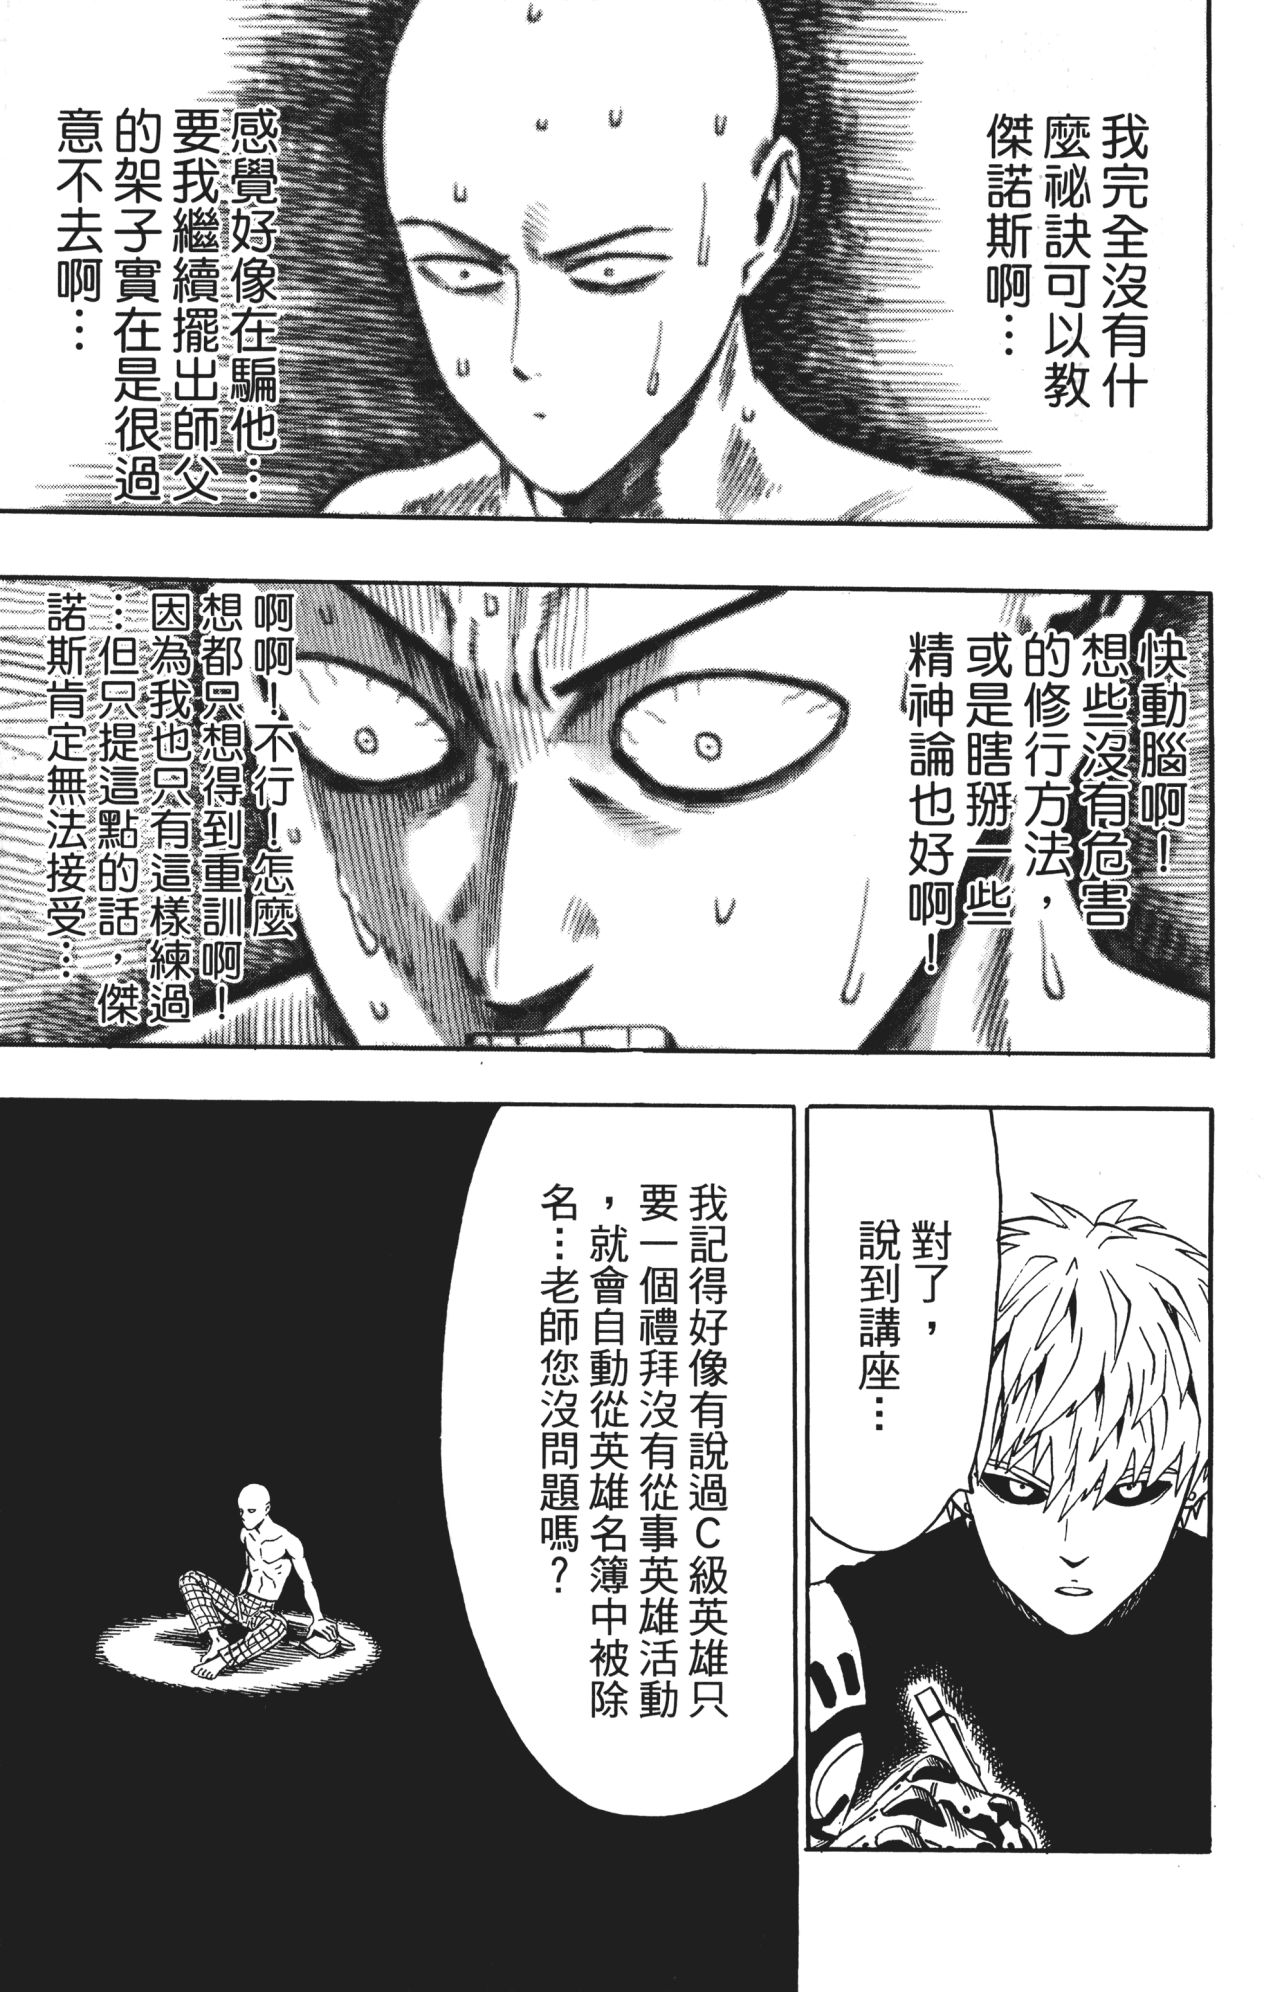 我完全沒有什
麼祕訣可以教
傑諾斯啊…
感覺好像在騙他…
要我繼續擺出師父
的架子實在是很過
意不去啊…
快動腦啊！
想些沒有危害
的修行方法，
或是瞎掰一些
精神論也好啊！
啊啊！不行！怎麼
想都只想得到重訓啊！
因為我也只有這樣練過
…但只提這點的話，傑
諾斯肯定無法接受…
對了，
說到講座…
我記得好像有說過C級英雄只
要一個禮拜沒有從事英雄活動
，就會自動從英雄名簿中被除
名…老師您沒問題嗎？